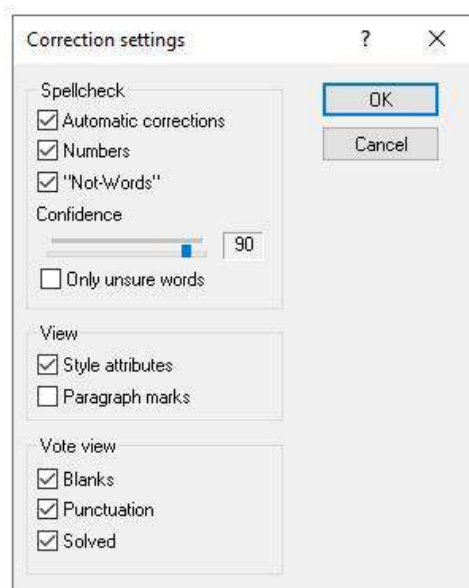 Correction settings ? X
Spellcheck
Automatic corrections
Numbers
"Not-Words"
Confidence
90
Only unsure words
OK
Cancel
View
Style attributes
Paragraph marks
Vote view
Blanks
Punctuation
Solved